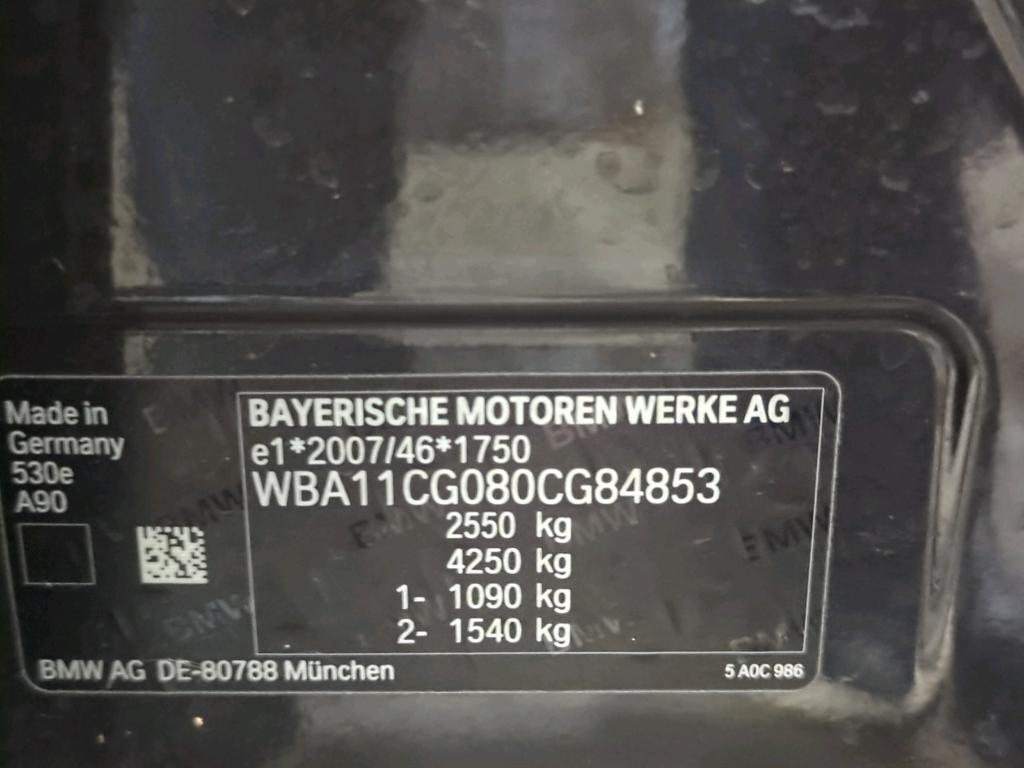 Made in
Germany
530e
A90
BAYERISCHE MOTOREN WERKE AG
e1*2007/46*1750
WBA11CG080CG84853
2550 kg
4250 kg
1- 1090 kg
2- 1540 kg
BMW AG DE-80788 München
5 A0C 986